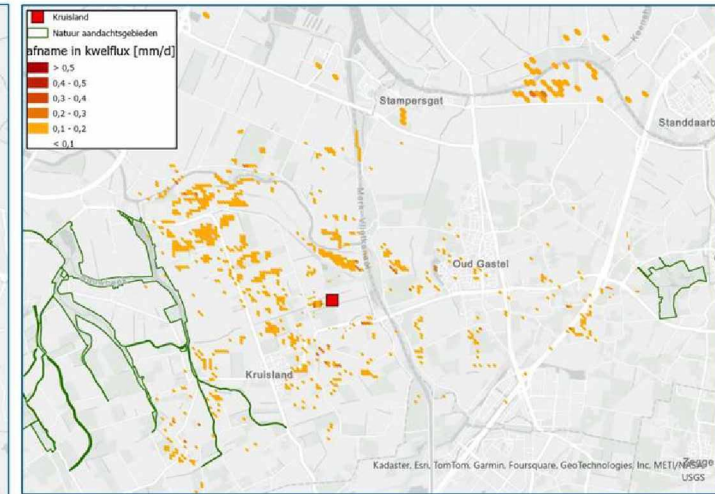 Kruisland
Natuur aandachtsgebieden
afname in kwelflux [mm/d]
> 0,5
0,4 - 0,5
0,3 - 0,4
0,2 - 0,3
0,1 - 0,2
< 0,1
Stampersgat
Standdaarb
Oud Gastel
Kruisland
Kadaster, Esri, TomTom, Garmin, Foursquare, GeoTechnologies, Inc, METI/NASA,
USGS
Zegge